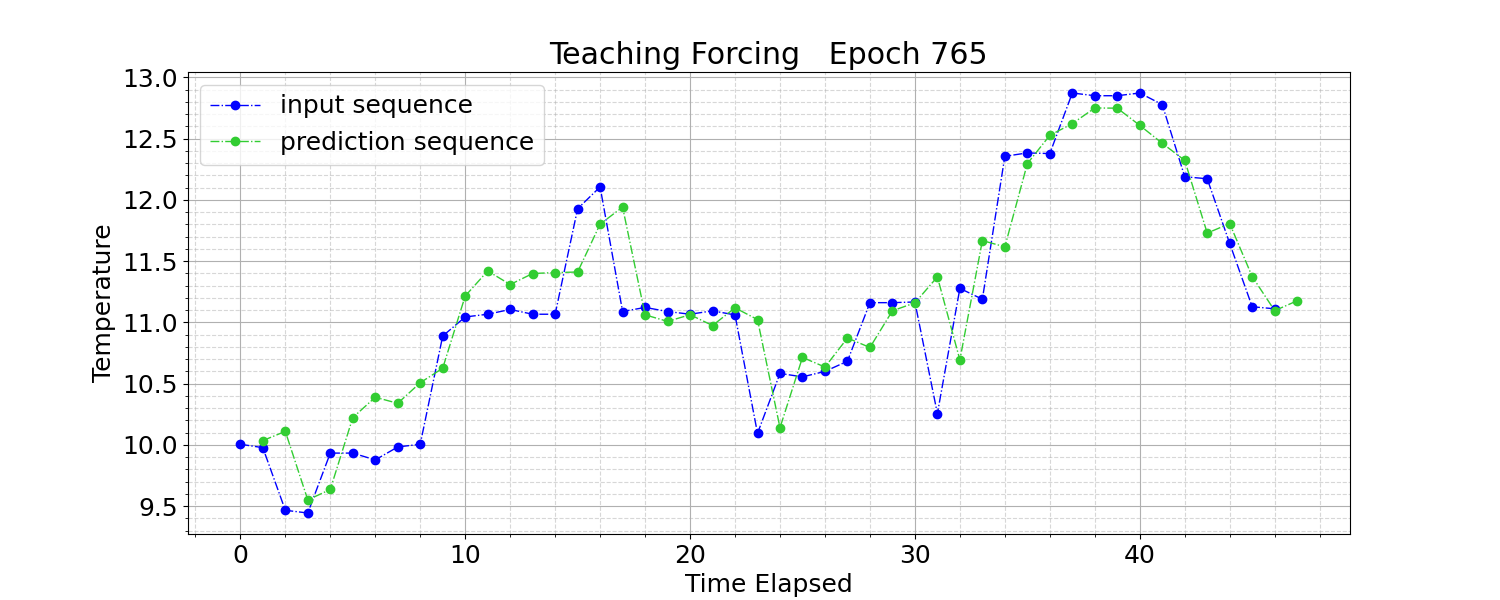 Teaching Forcing   Epoch 765
input sequence
prediction sequence
Temperature
13.0
12.5
12.0
11.5
11.0
10.5
10.0
9.5
0 10 20 30 40
Time Elapsed